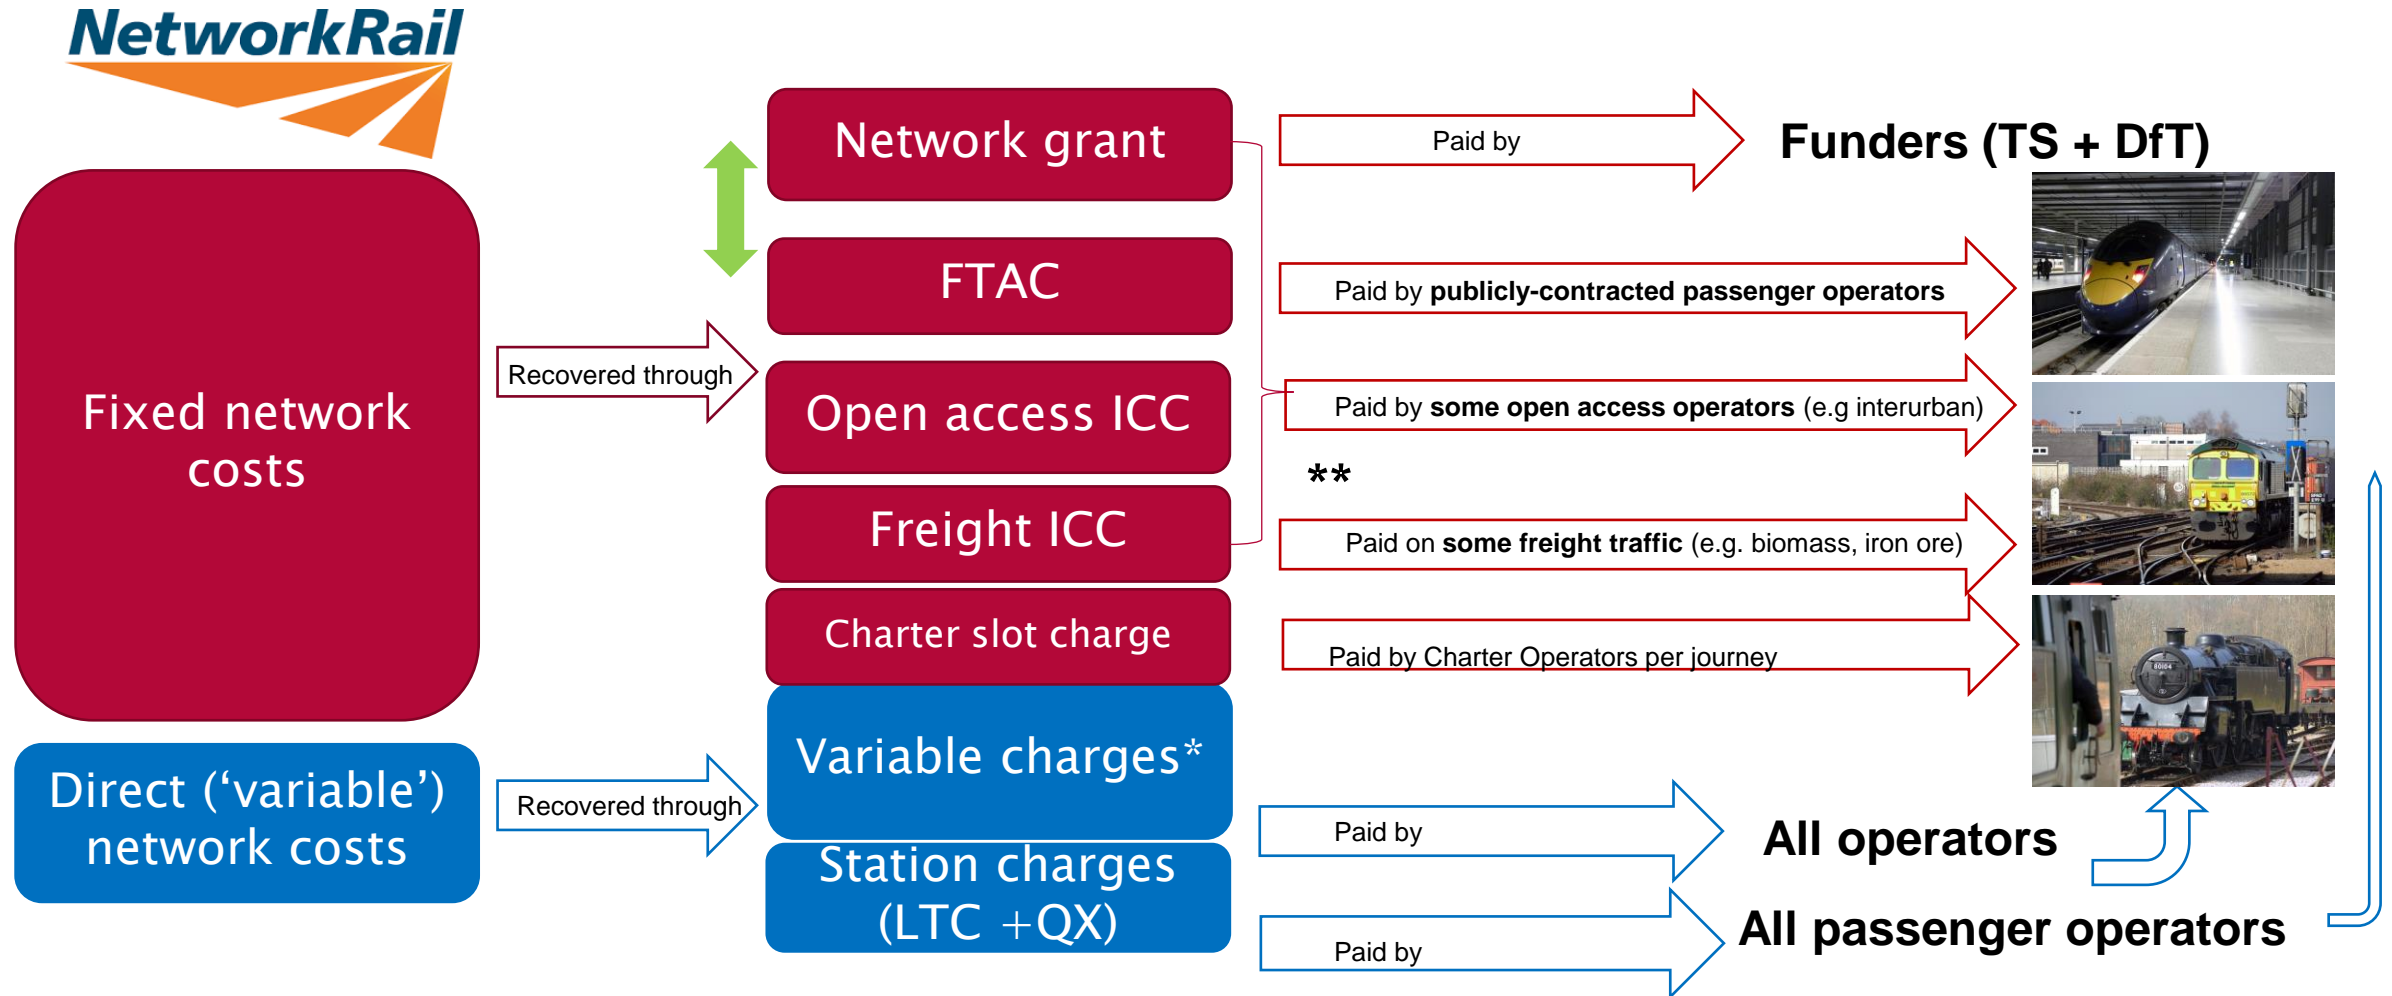 NetworkRail
Network grant
Paid by
Funders (TS + DfT)
FTAC
Paid by publicly-contracted passenger operators
Fixed network
costs
Recovered through
Open access ICC
Paid by some open access operators (e.g interurban)
**
Freight ICC
Paid on some freight traffic (e.g. biomass, iron ore)
Charter slot charge
Paid by Charter Operators per journey
80104
Direct (‘variable’)
network costs
Recovered through
Variable charges*
Paid by
All operators
Station charges
(LTC +QX)
Paid by
All passenger operators